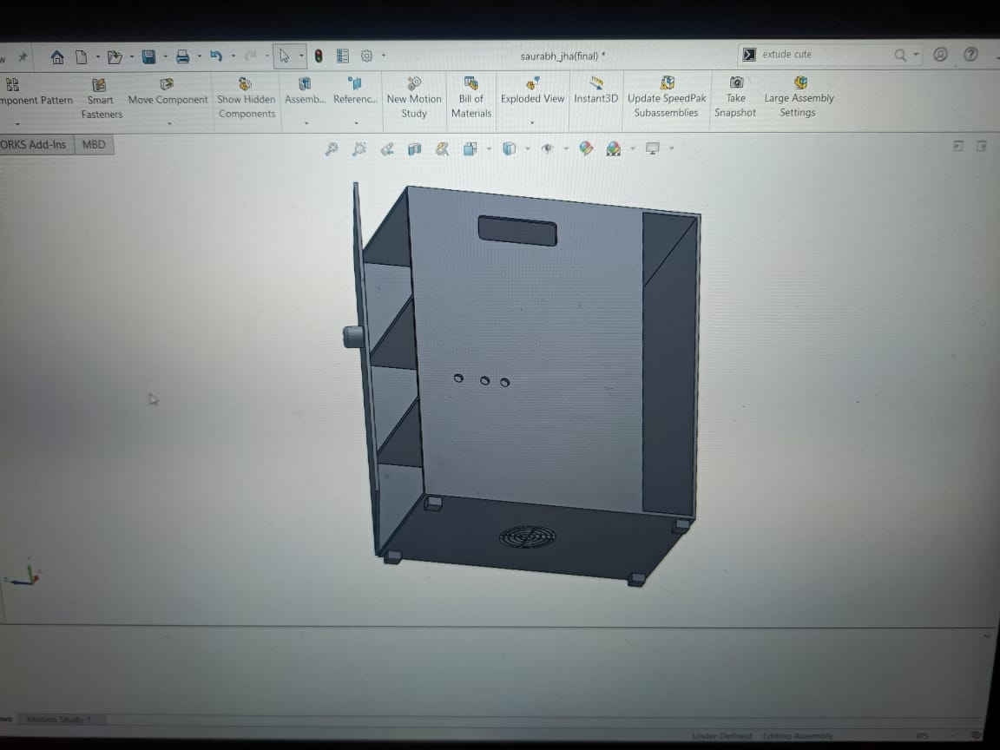 saurabh_jha(final) *
extude cute
mponent Pattern
Smart
Fasteners
Move Component
Show Hidden
Components
Assemb...
Referenc...
New Motion
Study
Bill of
Materials
Exploded View
Instant3D
Update SpeedPak
Subassemblies
Take
Snapshot
Large Assembly
Settings
ORKS Add-Ins
MBD
ws
Motion Study 1
Under Defined
Editing Assembly
IPS